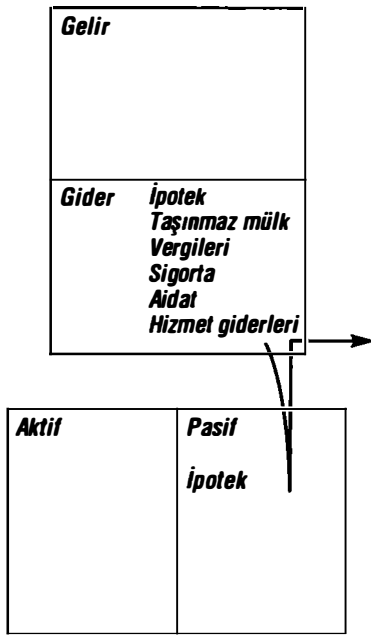 Gelir
Gider İpotek
Taşınmaz mülk
Vergileri
Sigorta
Aidat
Hizmet giderleri
Aktif Pasif
İpotek